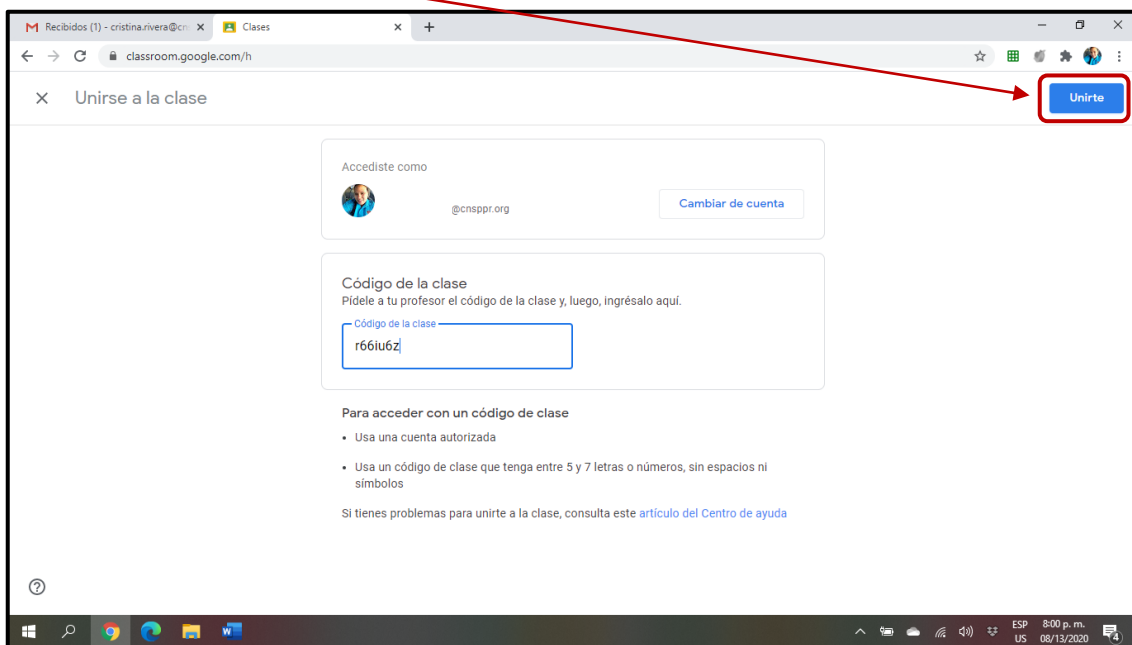 Recibidos (1) - cristina.rivera@cn
Clases
classroom.google.com/h
Unirse a la clase
Unirte
Accediste como
@cnsppr.org
Cambiar de cuenta
Código de la clase
Pídele a tu profesor el código de la clase y, luego, ingrésalo aquí.
Código de la clase
r66iu6z
Para acceder con un código de clase
• Usa una cuenta autorizada
• Usa un código de clase que tenga entre 5 y 7 letras o números, sin espacios ni
símbolos
Si tienes problemas para unirte a la clase, consulta este artículo del Centro de ayuda
ESP
US
8:00 p. m.
08/13/2020
4